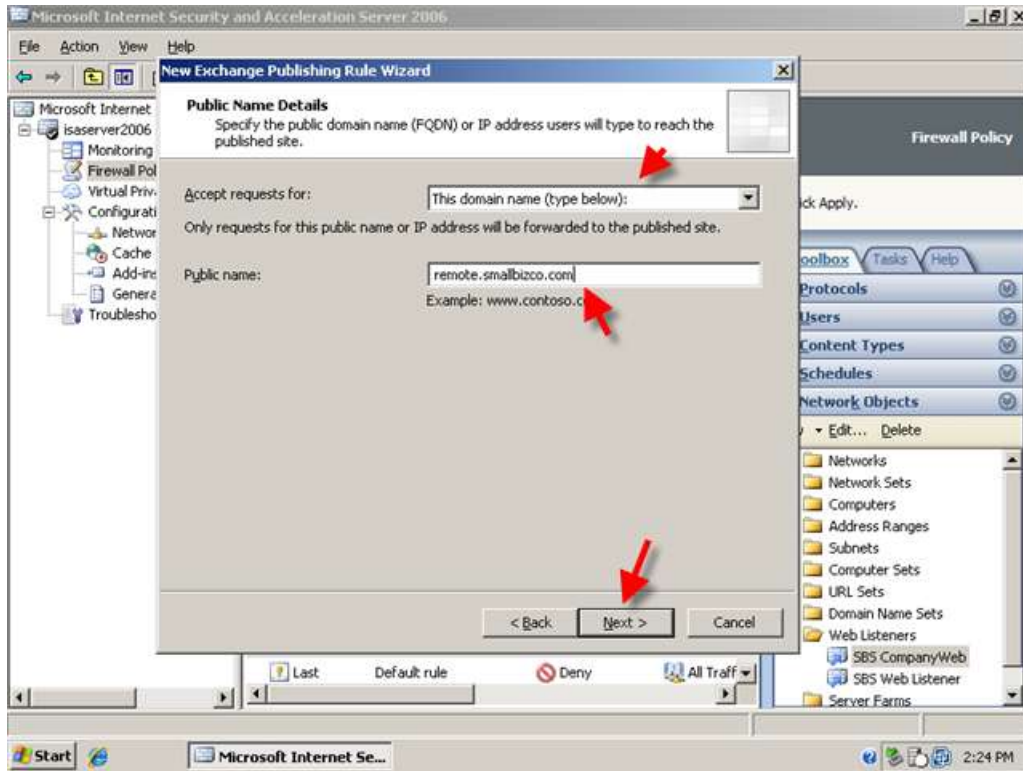 Microsoft Internet Security and Acceleration Server 2006
File Action View Help
New Exchange Publishing Rule Wizard
Public Name Details
Specify the public domain name (FQDN) or IP address users will type to reach the
published site.
Accept requests for:
This domain name (type below):
Only requests for this public name or IP address will be forwarded to the published site.
Public name:
remote.smallbizco.com
Example: www.contoso.c
< Back
Next >
Cancel
Microsoft Internet
isaserver2006
Monitoring
Firewall Pol
Virtual Priv
Configurati
Networ
Cache
Add-ins
Genera
Troublesho
Firewall Policy
ick Apply.
oolbox Tasks Help
Protocols
Users
Content Types
Schedules
Network Objects
Edit... Delete
Networks
Network Sets
Computers
Address Ranges
Subnets
Computer Sets
URL Sets
Domain Name Sets
Web Listeners
SBS CompanyWeb
SBS Web Listener
Server Farms
Last Default rule Deny All Traff
Start
Microsoft Internet Se...
2:24 PM